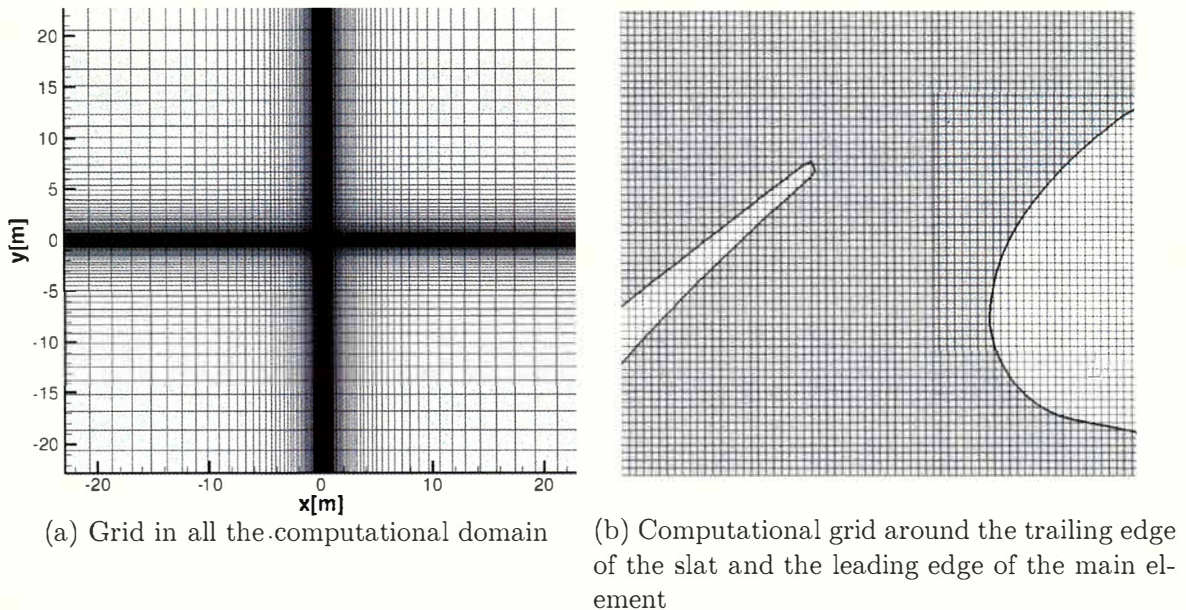 20
15
10
5
0
-5
-10
-15
-20
y[m]
-20 -10 0 10 20
x[m]
(a) Grid in all the computational domain
(b) Computational grid around the trailing edge
of the slat and the leading edge of the main el-
ement